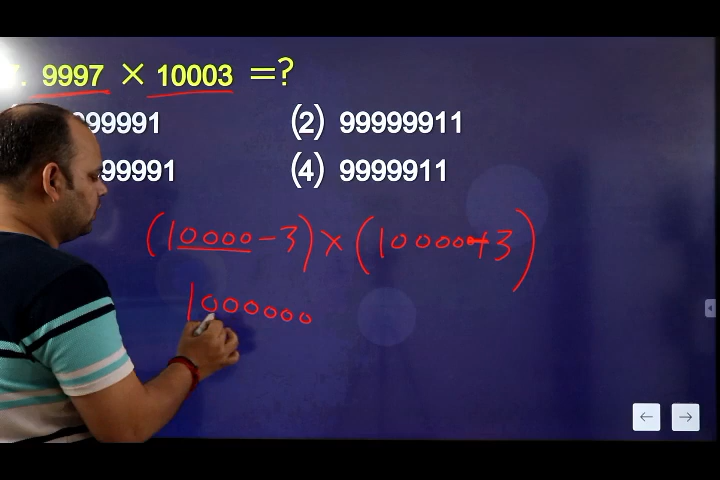 . 9997 × 10003 =?
99991 (2) 99999911
99991 (4) 9999911
(10000-3) × (10000+3)
1000000